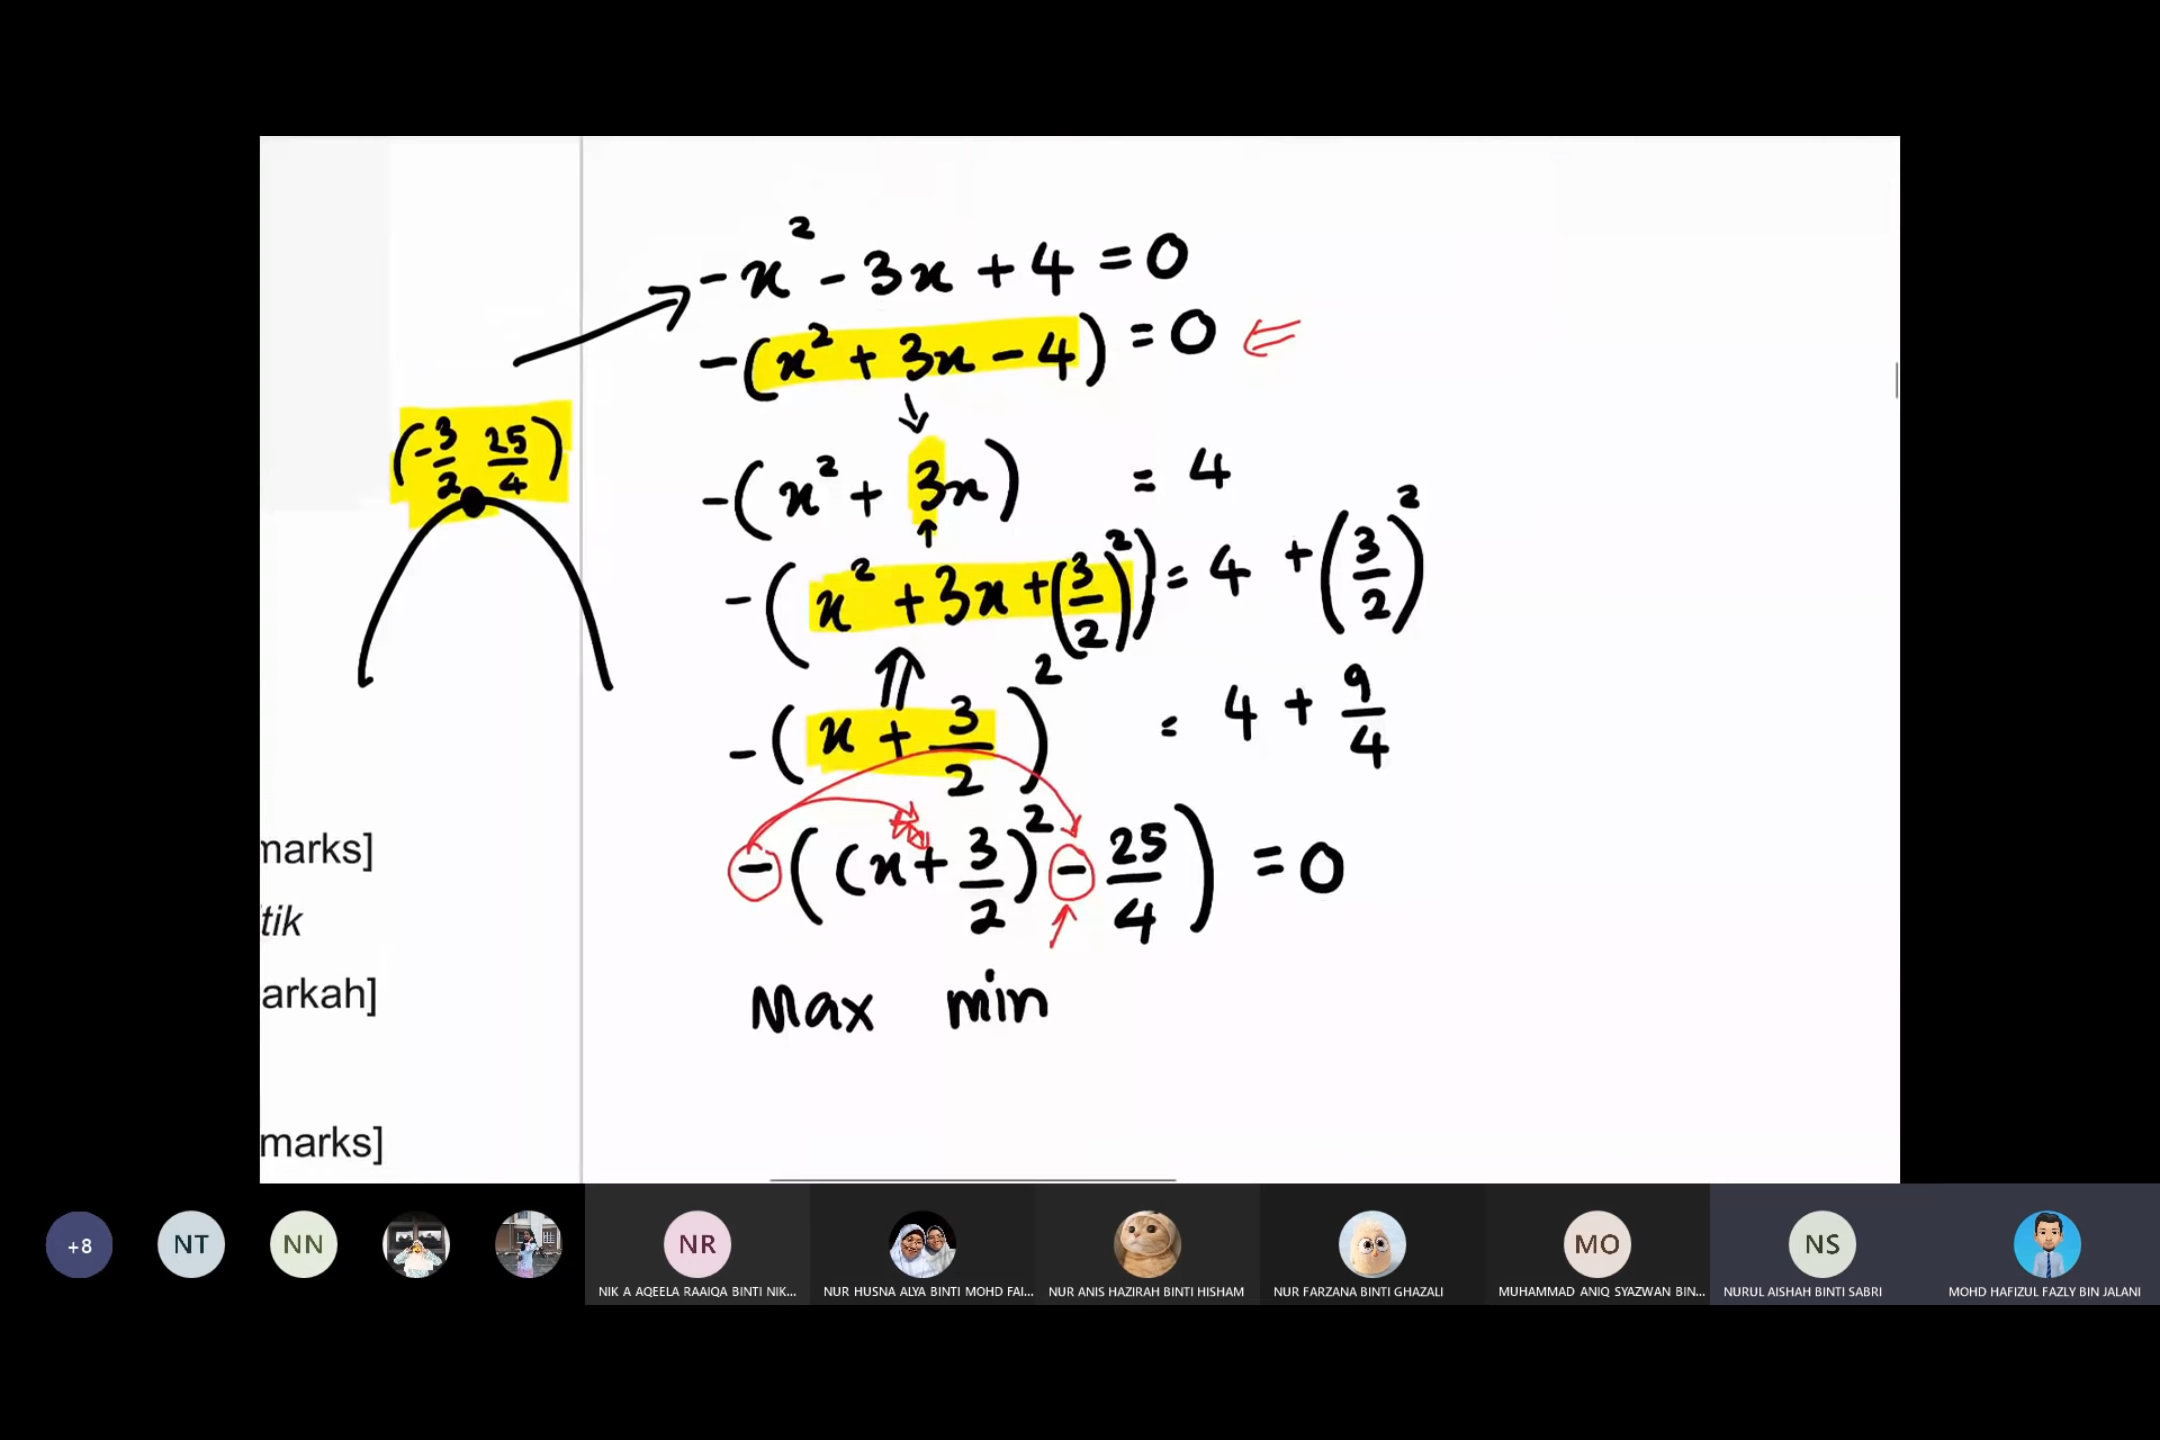 -x² - 3x + 4 = 0
-(x² + 3x - 4) = 0
(-3/2 25/4)
-(x² + 3x) = 4
-(x² + 3x + (3/2)²) = 4 + (3/2)²
-(x + 3/2)² = 4 + 9/4
-((x + 3/2)² - 25/4) = 0
Max min
marks]
tik
arkah]
marks]
+8
NT
NN
NR
MO
NS
NIK A AQEELA RAAIQA BINTI NIK...
NUR HUSNA ALYA BINTI MOHD FAI...
NUR ANIS HAZIRAH BINTI HISHAM
NUR FARZANA BINTI GHAZALI
MUHAMMAD ANIQ SYAZWAN BIN...
NURUL AISHAH BINTI SABRI
MOHD HAFIZUL FAZLY BIN JALANI